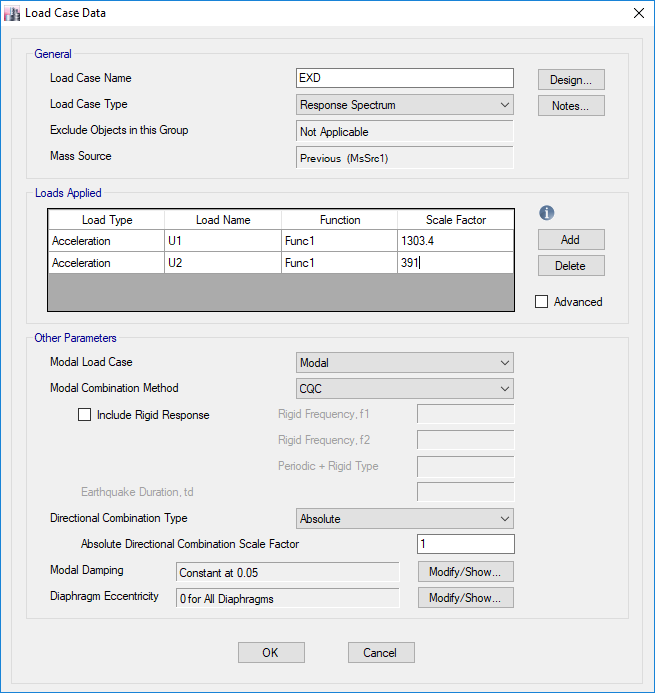 Load Case Data
General
Load Case Name EXD Design...
Load Case Type Response Spectrum Notes...
Exclude Objects in this Group Not Applicable
Mass Source Previous (MsSrc1)
Loads Applied
Load Type Load Name Function Scale Factor
Acceleration U1 Func1 1303.4
Acceleration U2 Func1 391
i
Add
Delete
Advanced
Other Parameters
Modal Load Case Modal
Modal Combination Method CQC
Include Rigid Response Rigid Frequency, f1
Rigid Frequency, f2
Periodic + Rigid Type
Earthquake Duration, td
Directional Combination Type Absolute
Absolute Directional Combination Scale Factor 1
Modal Damping Constant at 0.05 Modify/Show...
Diaphragm Eccentricity 0 for All Diaphragms Modify/Show...
OK Cancel